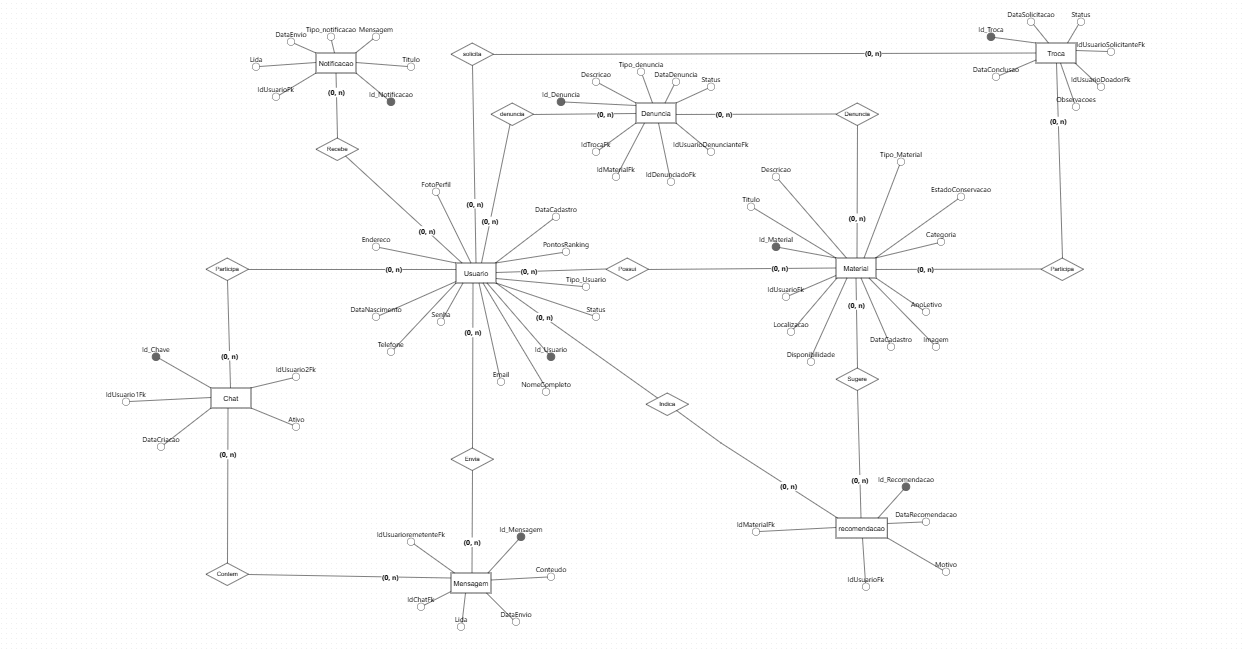 DataEnvio
Tipo_notificacao
Mensagem
Lida
Notificacao
Titulo
IdUsuarioFk
(0, n)
Id_Notificacao
Recebe
solicita
(0, n)
DataSolicitacao
Status
Id_Troca
Troca
IdUsuarioSolicitanteFk
DataConclusao
IdUsuarioDoadorFk
Observacoes
(0, n)
Tipo_denuncia
Descricao
DataDenuncia
Status
Id_Denuncia
denuncia
(0, n)
Denuncia
(0, n)
Denuncia
IdTrocaFk
IdUsuarioDenuncianteFk
IdMaterialFk
IdDenunciadoFk
Tipo_Material
Descricao
EstadoConservacao
Titulo
(0, n)
Id_Material
Categoria
FotoPerfil
(0, n)
(0, n)
(0, n)
DataCadastro
Endereco
PontosRanking
Participa
(0, n)
Usuario
(0, n)
Possui
(0, n)
Material
(0, n)
Participa
Tipo_Usuario
IdUsuarioFk
(0, n)
AnoLetivo
DataNascimento
Senha
(0, n)
Status
Localizacao
Telefone
(0, n)
Id_Usuario
Disponibilidade
DataCadastro
Imagem
Email
NomeCompleto
Id_Chave
(0, n)
IdUsuario2Fk
IdUsuario1Fk
Chat
Ativo
DataCriacao
(0, n)
Sugere
Indica
Envia
(0, n)
(0, n)
Id_Recomendacao
IdMaterialFk
recomendacao
DataRecomendacao
Motivo
IdUsuarioFk
IdUsuarioremetenteFk
(0, n)
Id_Mensagem
Contem
(0, n)
Mensagem
Conteudo
IdChatFk
Lida
DataEnvio